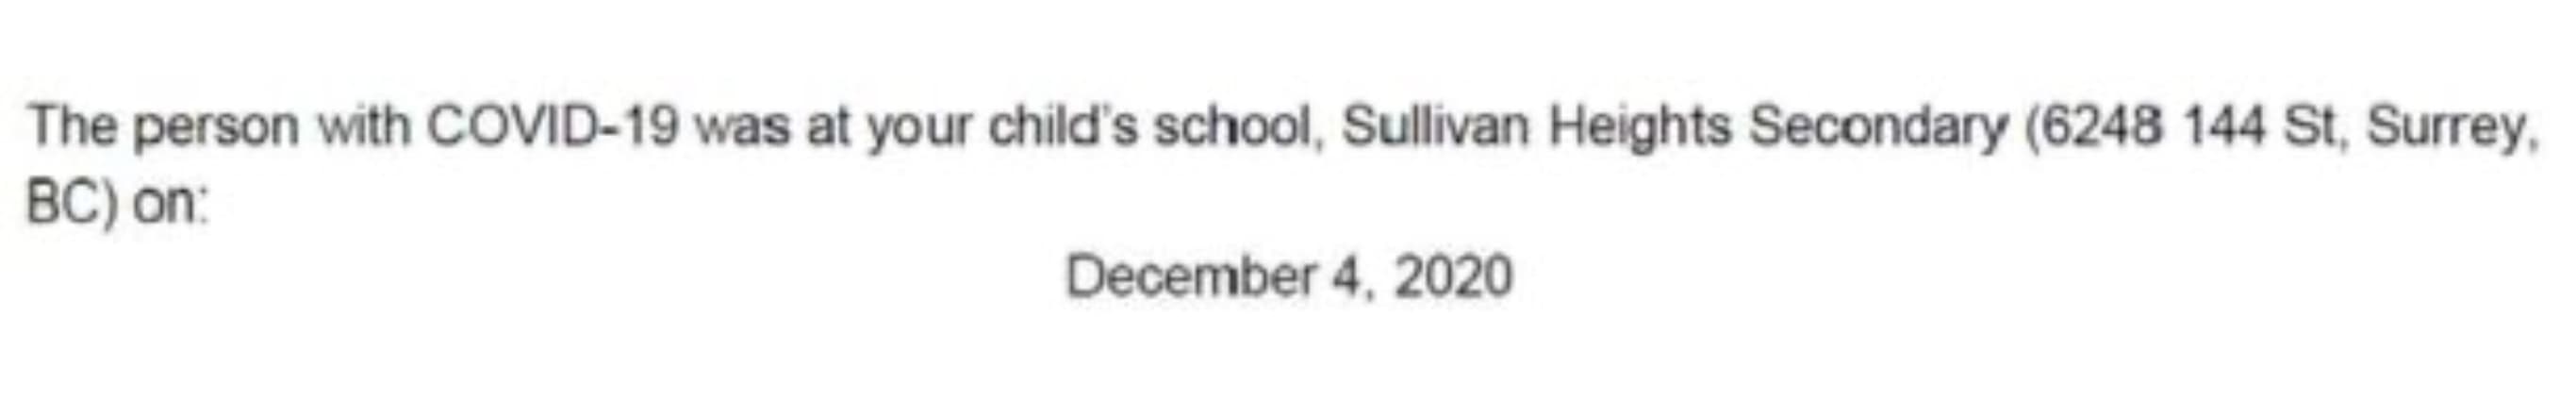 The person with COVID-19 was at your child's school, Sullivan Heights Secondary (6248 144 St, Surrey,
BC) on:
December 4, 2020